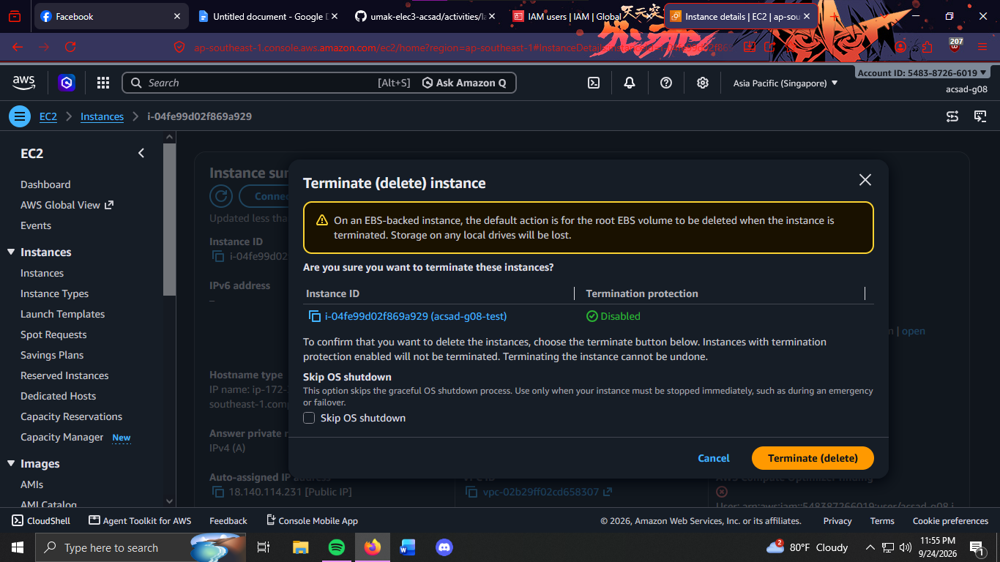 Facebook
Untitled document - Google D
umak-elec3-acsad/activities/la
IAM users | IAM | Global
Instance details | EC2 | ap-sou
ap-southeast-1.console.aws.amazon.com/ec2/home?region=ap-southeast-1#InstanceDetails
207
aws
Search
[Alt+S]
Ask Amazon Q
Asia Pacific (Singapore)
Account ID: 5483-8726-6019
acsad-g08
EC2
Instances
i-04fe99d02f869a929
EC2
Dashboard
AWS Global View
Events
Instances
Instances
Instance Types
Launch Templates
Spot Requests
Savings Plans
Reserved Instances
Dedicated Hosts
Capacity Reservations
Capacity Manager New
Images
AMIs
AMI Catalog
Instance sum
Connec
Updated less tha
Instance ID
i-04fe99d02
IPv6 address
–
Hostname type
IP name: ip-172-
southeast-1.comp
Answer private r
IPv4 (A)
Auto-assigned IP address
18.140.114.231 [Public IP]
VPC ID
vpc-02b29ff02cd658307
AWS Compute Optimizer finding
User: arn:aws:iam::548387266019:user/acsad-g08 i
n | open
Terminate (delete) instance
On an EBS-backed instance, the default action is for the root EBS volume to be deleted when the instance is
terminated. Storage on any local drives will be lost.
Are you sure you want to terminate these instances?
Instance ID
Termination protection
i-04fe99d02f869a929 (acsad-g08-test)
Disabled
To confirm that you want to delete the instances, choose the terminate button below. Instances with termination
protection enabled will not be terminated. Terminating the instance cannot be undone.
Skip OS shutdown
This option skips the graceful OS shutdown process. Use only when your instance must be stopped immediately, such as during an emergency
or failover.
Skip OS shutdown
Cancel
Terminate (delete)
CloudShell
Agent Toolkit for AWS
Feedback
Console Mobile App
© 2026, Amazon Web Services, Inc. or its affiliates.
Privacy
Terms
Cookie preferences
Type here to search
2
80°F Cloudy
11:55 PM
9/24/2026
1